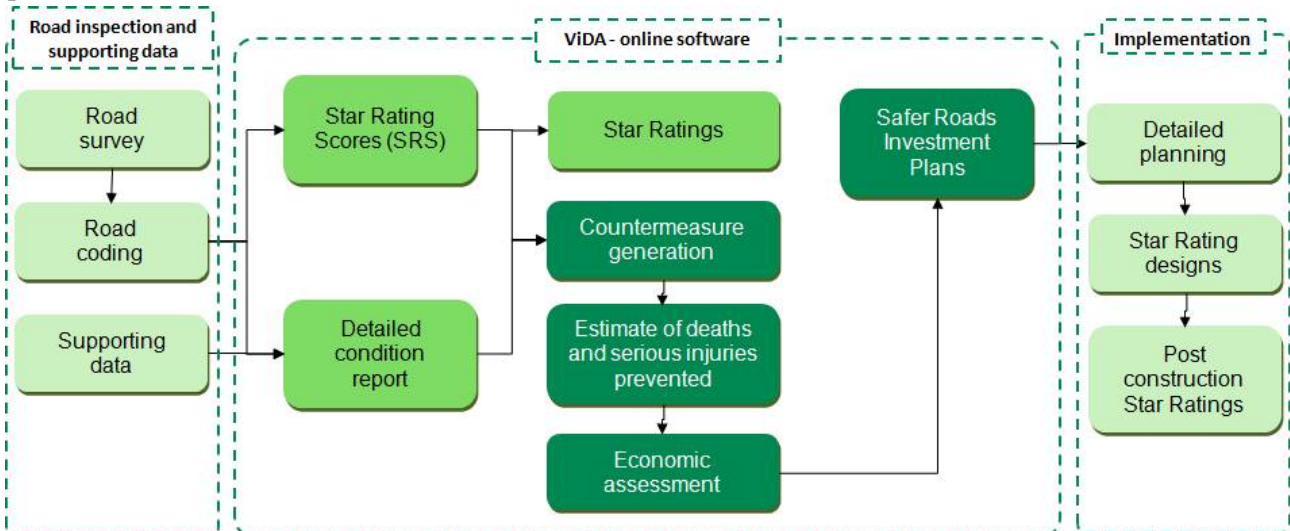 Road inspection and
supporting data
ViDA - online software
Implementation
Road
survey
Road
coding
Supporting
data
Star Rating
Scores (SRS)
Detailed
condition
report
Star Ratings
Countermeasure
generation
Estimate of deaths
and serious injuries
prevented
Economic
assessment
Safer Roads
Investment
Plans
Detailed
planning
Star Rating
designs
Post
construction
Star Ratings